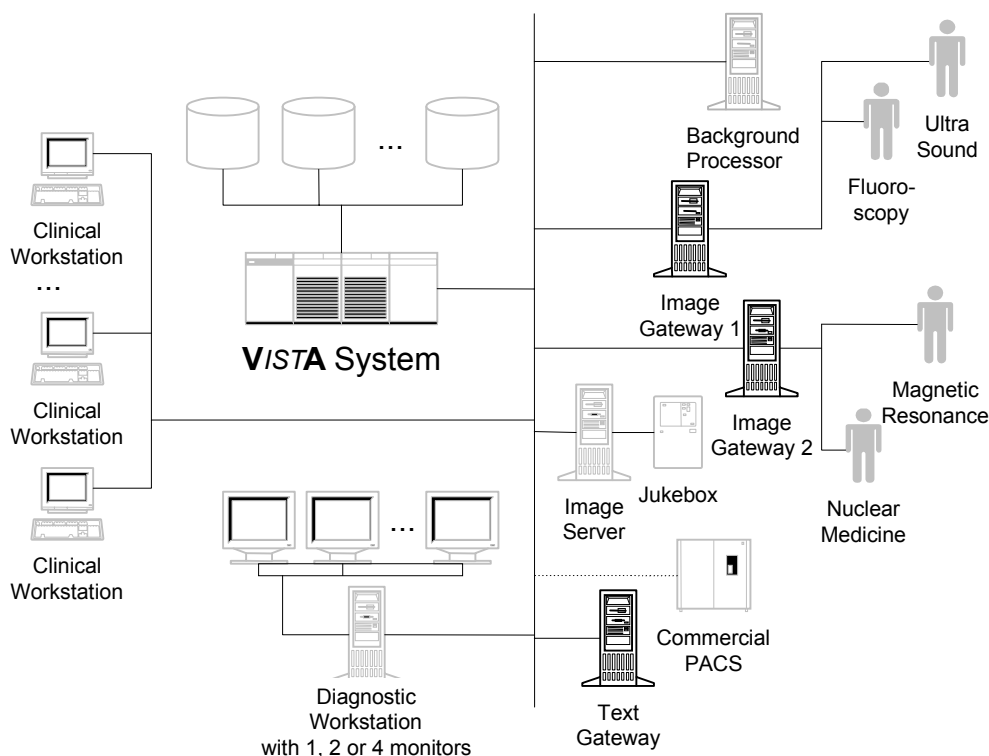 Clinical
Workstation
...
Clinical
Workstation
Clinical
Workstation
...
VISTA System
...
Diagnostic
Workstation
with 1, 2 or 4 monitors
Background
Processor
Ultra
Sound
Fluoro-
scopy
Image
Gateway 1
Magnetic
Resonance
Image
Gateway 2
Nuclear
Medicine
Image
Server
Jukebox
Commercial
PACS
Text
Gateway